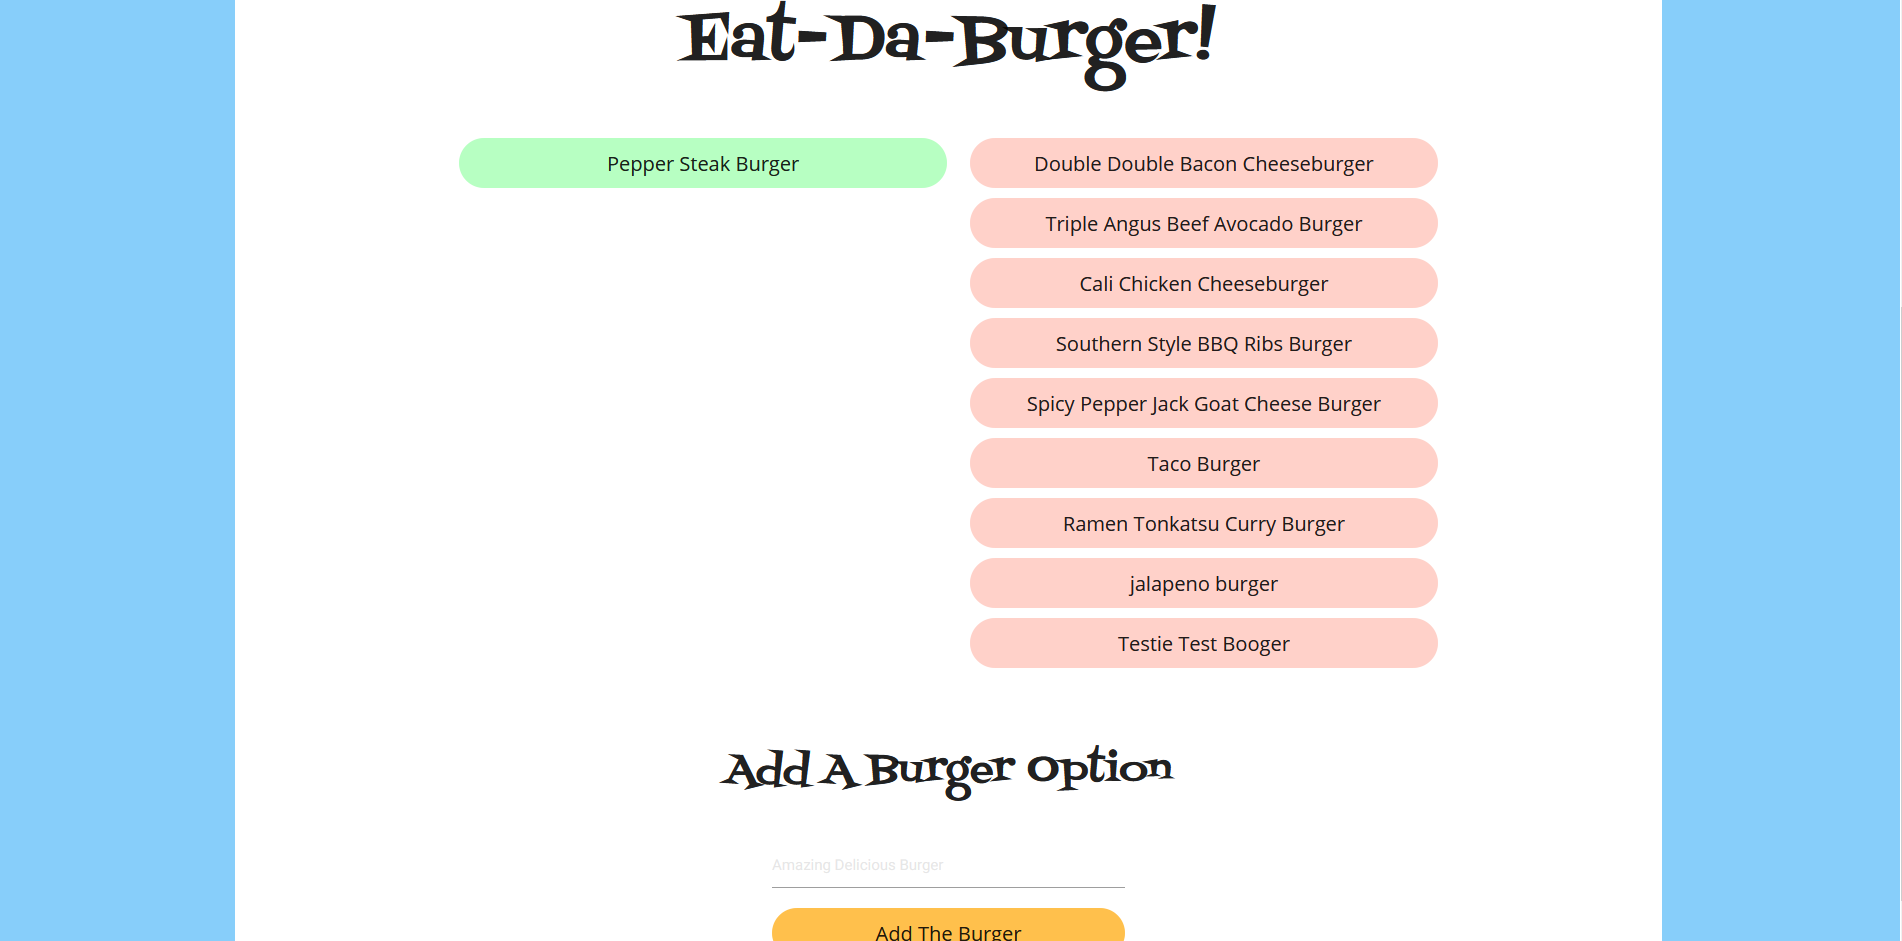 Eat-Da-Burger!
Pepper Steak Burger
Double Double Bacon Cheeseburger
Triple Angus Beef Avocado Burger
Cali Chicken Cheeseburger
Southern Style BBQ Ribs Burger
Spicy Pepper Jack Goat Cheese Burger
Taco Burger
Ramen Tonkatsu Curry Burger
jalapeno burger
Testie Test Booger
Add A Burger Option
Amazing Delicious Burger
Add The Burger